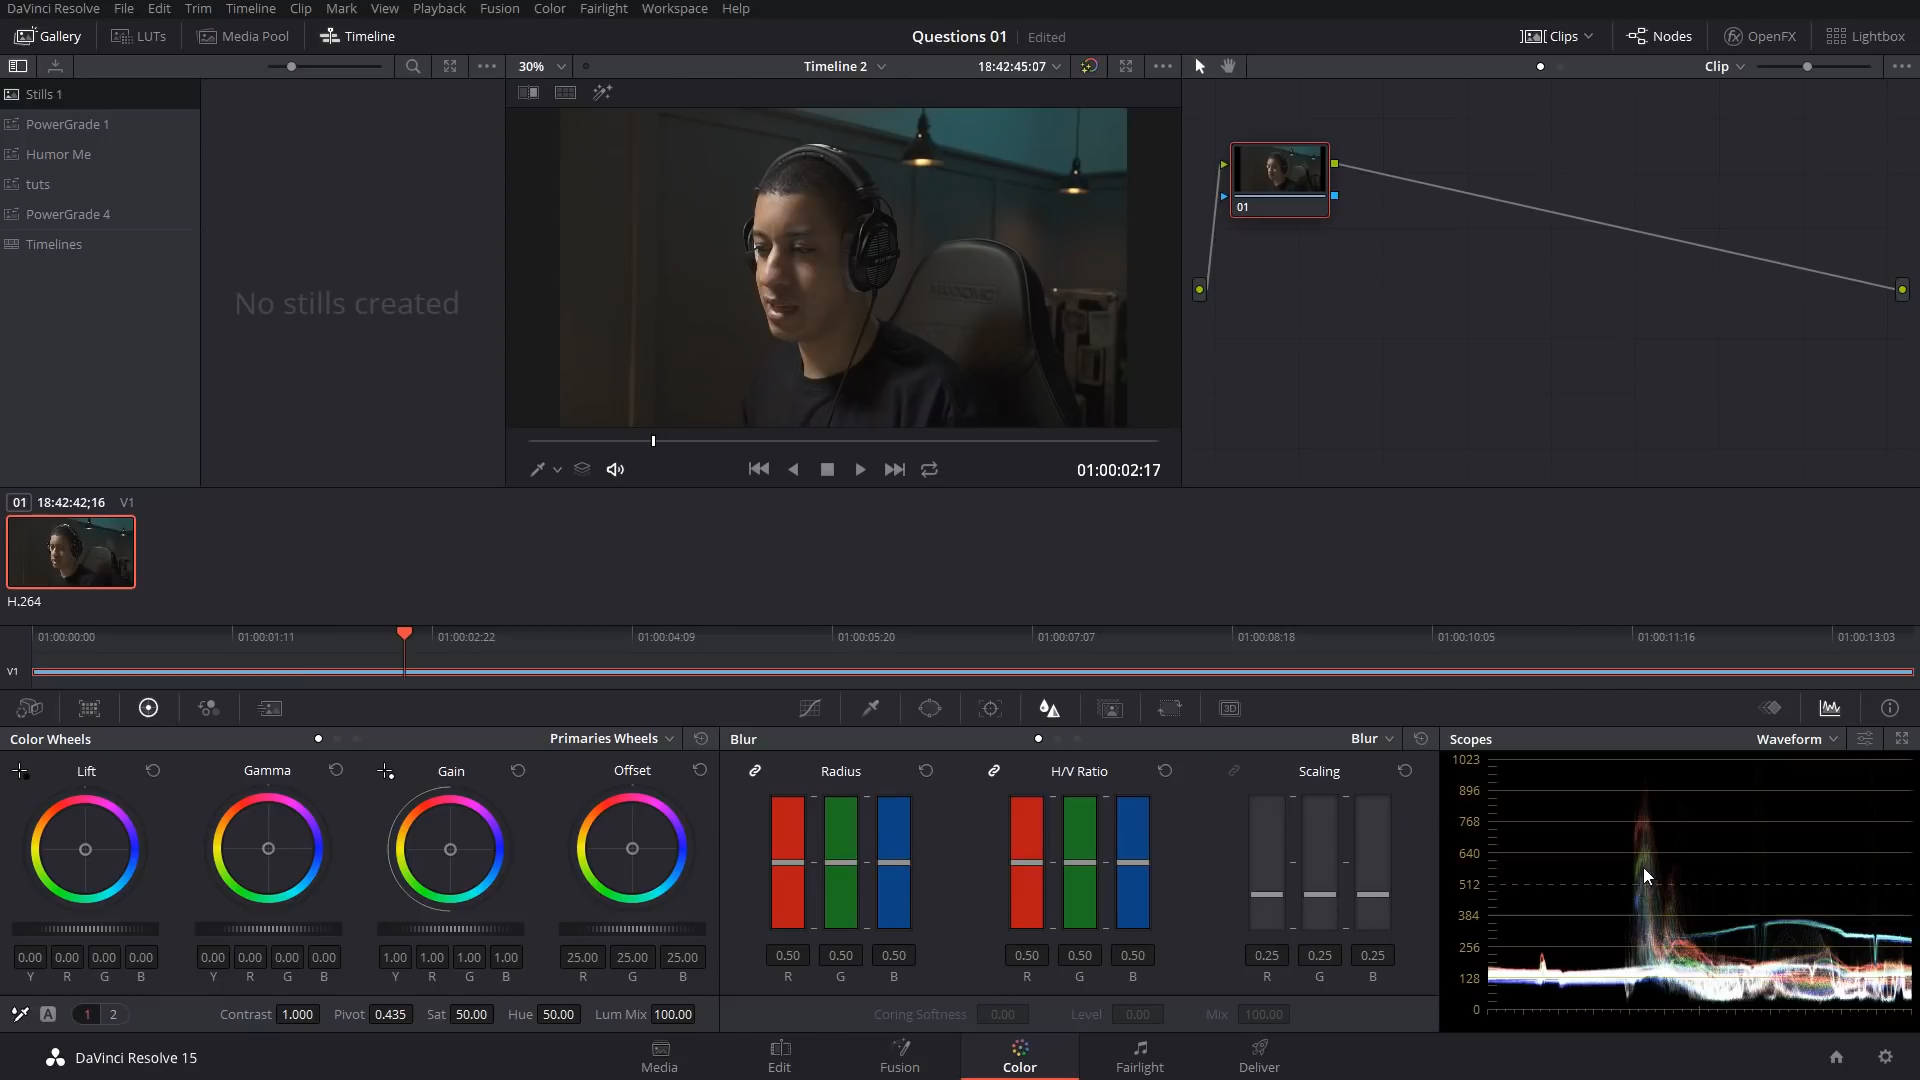 DaVinci Resolve File Edit Trim Timeline Clip Mark View Playback Fusion Color Fairlight Workspace Help
Gallery LUTs Media Pool Timeline Questions 01 Edited Clips Nodes OpenFX Lightbox
30% Timeline 2 18:42:45:07 Clip
Stills 1
PowerGrade 1
Humor Me
tuts
PowerGrade 4
Timelines
No stills created
MAXNOMIC
01
01:00:02:17
01 18:42:42;16 V1
H.264
01:00:00:00 01:00:01:11 01:00:02:22 01:00:04:09 01:00:05:20 01:00:07:07 01:00:08:18 01:00:10:05 01:00:11:16 01:00:13:03
V1
3D
Color Wheels Primaries Wheels Blur Blur Scopes Waveform
Lift Gamma Gain Offset Radius H/V Ratio Scaling
1023
896
768
640
512
384
256
128
0
0.00 0.00 0.00 0.00 0.00 0.00 0.00 0.00 1.00 1.00 1.00 1.00 25.00 25.00 25.00 0.50 0.50 0.50 0.50 0.50 0.50 0.25 0.25 0.25
Y R G B Y R G B Y R G B R G B R G B R G B R G B
A 1 2 Contrast 1.000 Pivot 0.435 Sat 50.00 Hue 50.00 Lum Mix 100.00 Coring Softness 0.00 Level 0.00 Mix 100.00
DaVinci Resolve 15 Media Edit Fusion Color Fairlight Deliver